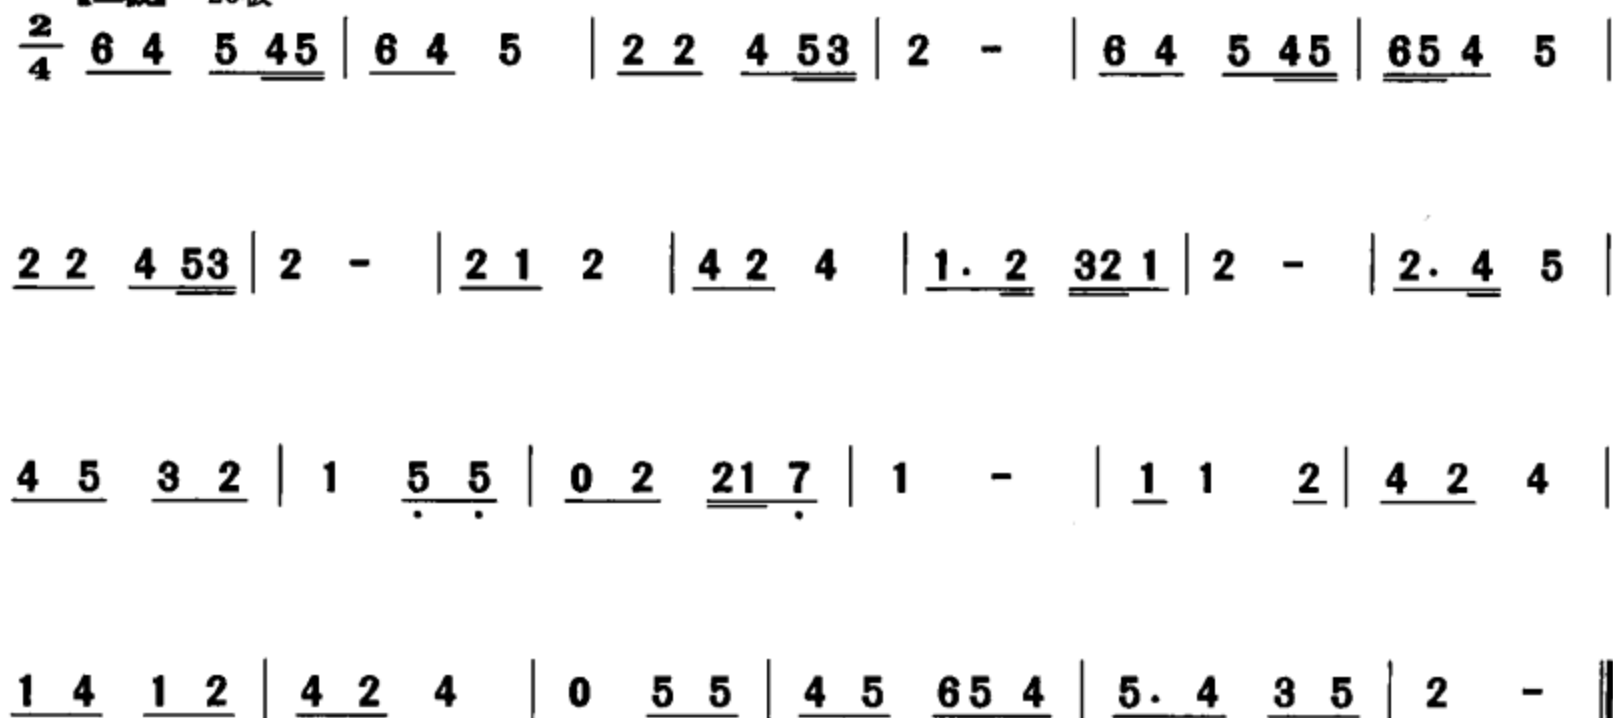 2/4 6 4 5 45 | 6 4 5 | 2 2 4 53 | 2 - | 6 4 5 45 | 65 4 5 |
2 2 4 53 | 2 - | 2 1 2 | 4 2 4 | 1. 2 32 1 | 2 - | 2. 4 5 |
4 5 3 2 | 1 5̣ 5̣ | 0 2 21 7̣ | 1 - | 1 1 2 | 4 2 4 |
1 4 1 2 | 4 2 4 | 0 5 5 | 4 5 65 4 | 5. 4 3 5 | 2 - ‖